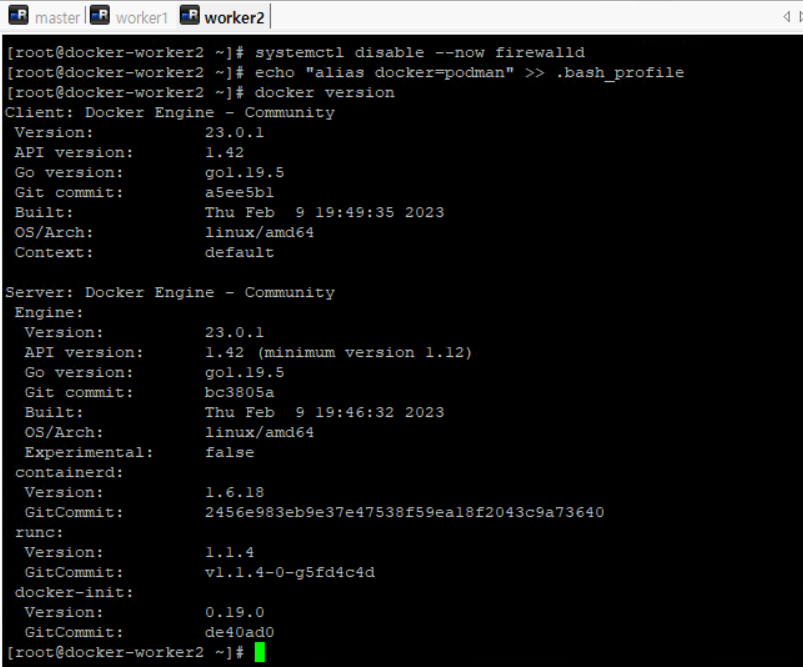 master worker1 worker2
[root@docker-worker2 ~]# systemctl disable --now firewalld
[root@docker-worker2 ~]# echo "alias docker=podman" >> .bash_profile
[root@docker-worker2 ~]# docker version
Client: Docker Engine - Community
 Version:           23.0.1
 API version:       1.42
 Go version:        go1.19.5
 Git commit:        a5ee5b1
 Built:             Thu Feb  9 19:49:35 2023
 OS/Arch:           linux/amd64
 Context:           default

Server: Docker Engine - Community
 Engine:
  Version:          23.0.1
  API version:      1.42 (minimum version 1.12)
  Go version:       go1.19.5
  Git commit:       bc3805a
  Built:            Thu Feb  9 19:46:32 2023
  OS/Arch:          linux/amd64
  Experimental:     false
 containerd:
  Version:          1.6.18
  GitCommit:        2456e983eb9e37e47538f59ea18f2043c9a73640
 runc:
  Version:          1.1.4
  GitCommit:        v1.1.4-0-g5fd4c4d
 docker-init:
  Version:          0.19.0
  GitCommit:        de40ad0
[root@docker-worker2 ~]#